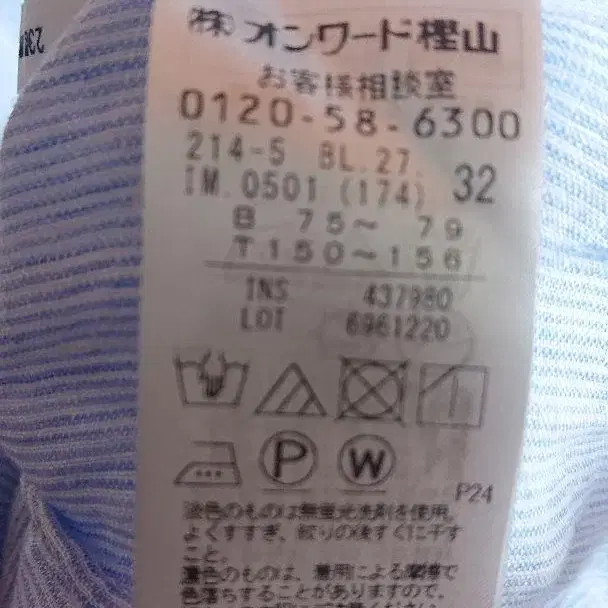 ㈱オンワード樫山
お客様相談室
0120-58-6300
214-5 BL.27.
IM.0501 (174) 32
B 75～ 79
T150～156
INS 437980
LOT 6961220
P
W
P24
淡色のものは無蛍光洗剤を使用。
よくすすぎ、絞りの後すぐに干す
こと。
濃色のものは、着用による摩擦で
色落ちすることがありますので、